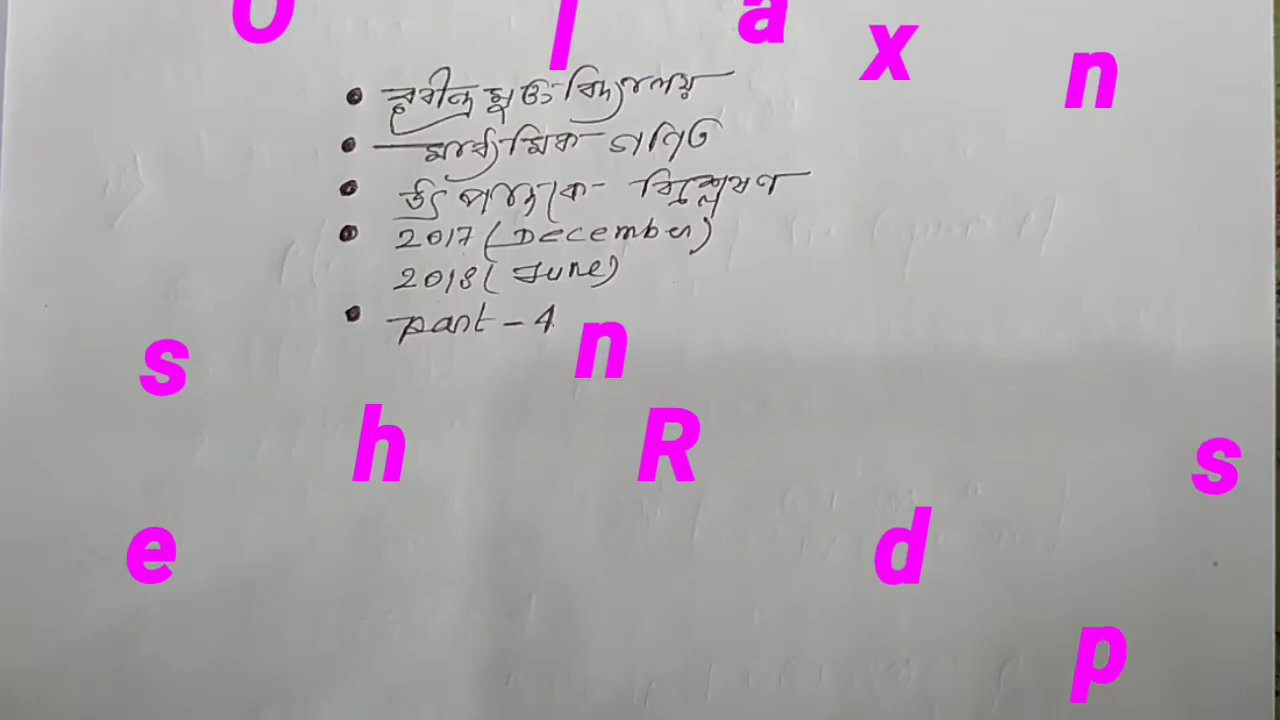 O l a x n
• রবীন্দ্র মুক্ত বিদ্যালয়
• মাধ্যমিক গণিত
• উৎপাদকে বিশ্লেষণ
• 2017 (December)
2018 (June)
• part - 4
s n
h R s
e d
p